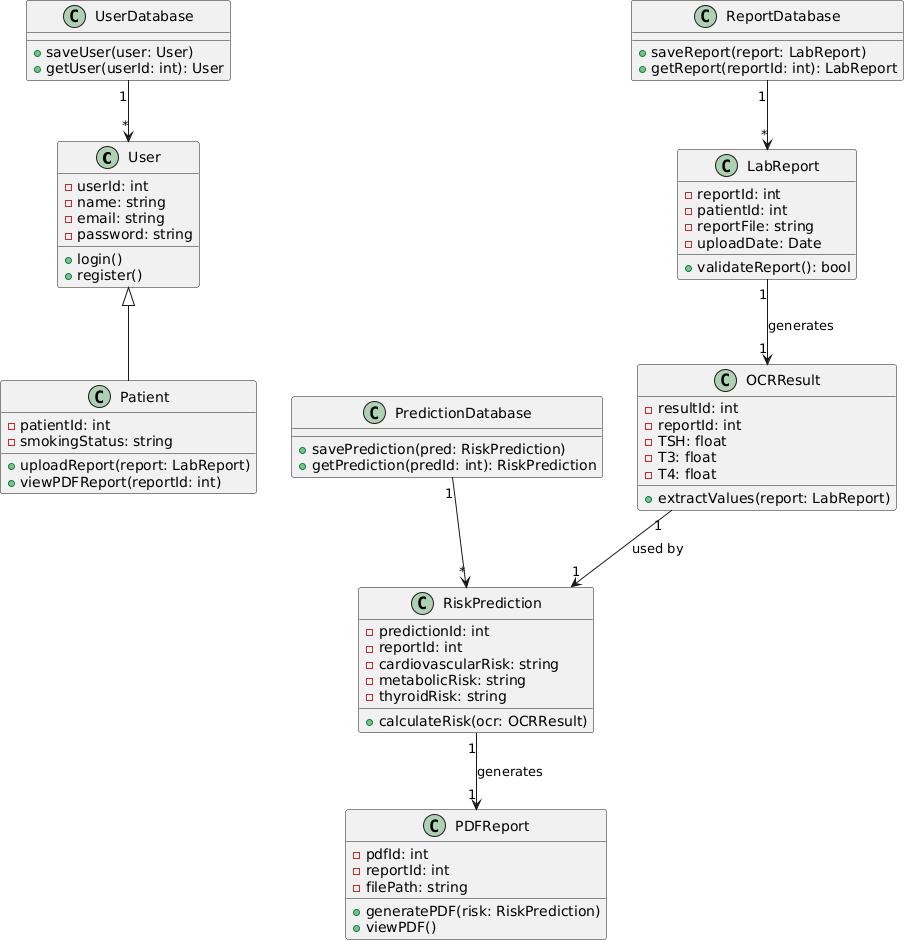 C UserDatabase
saveUser(user: User)
getUser(userId: int): User
1
*
C User
userId: int
name: string
email: string
password: string
login()
register()
C Patient
patientId: int
smokingStatus: string
uploadReport(report: LabReport)
viewPDFReport(reportId: int)
C ReportDatabase
saveReport(report: LabReport)
getReport(reportId: int): LabReport
1
*
C LabReport
reportId: int
patientId: int
reportFile: string
uploadDate: Date
validateReport(): bool
1
generates
1
C OCRResult
resultId: int
reportId: int
TSH: float
T3: float
T4: float
extractValues(report: LabReport)
1
used by
1
C PredictionDatabase
savePrediction(pred: RiskPrediction)
getPrediction(predId: int): RiskPrediction
1
*
C RiskPrediction
predictionId: int
reportId: int
cardiovascularRisk: string
metabolicRisk: string
thyroidRisk: string
calculateRisk(ocr: OCRResult)
1
generates
1
C PDFReport
pdfId: int
reportId: int
filePath: string
generatePDF(risk: RiskPrediction)
viewPDF()